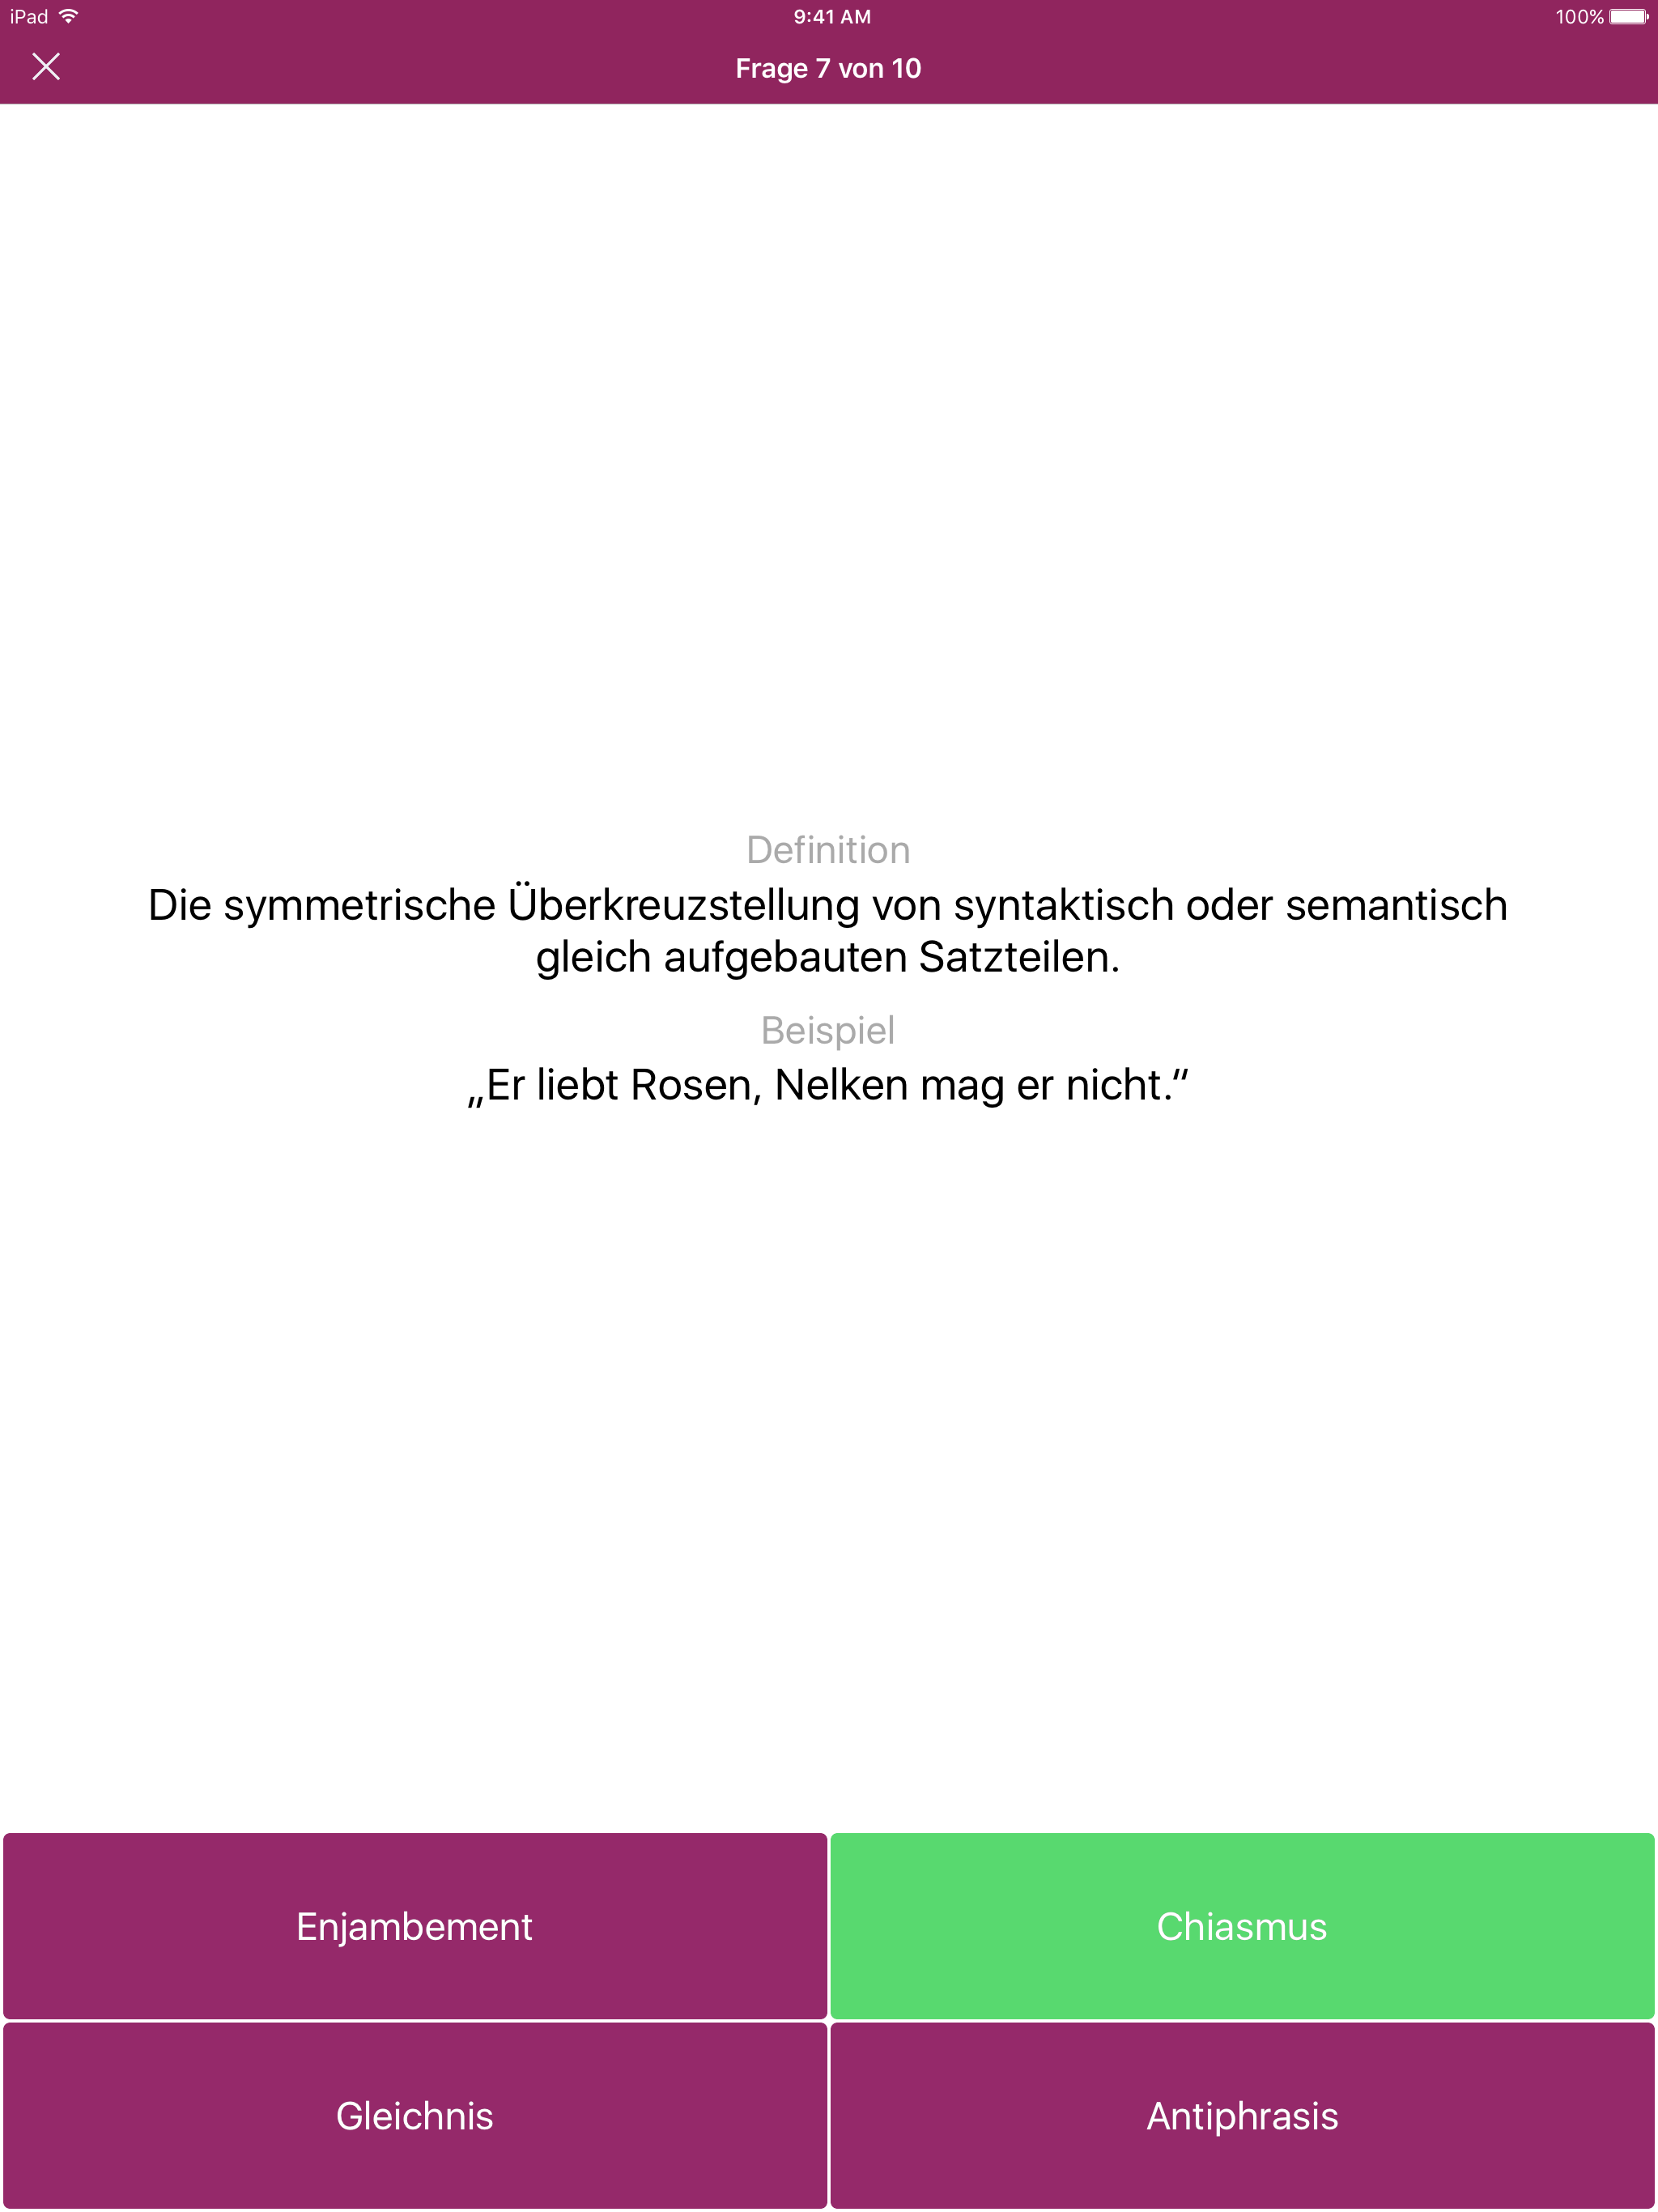 iPad 9:41 AM 100%
Frage 7 von 10
Definition
Die symmetrische Überkreuzstellung von syntaktisch oder semantisch
gleich aufgebauten Satzteilen.
Beispiel
„Er liebt Rosen, Nelken mag er nicht.“
Enjambement
Chiasmus
Gleichnis
Antiphrasis